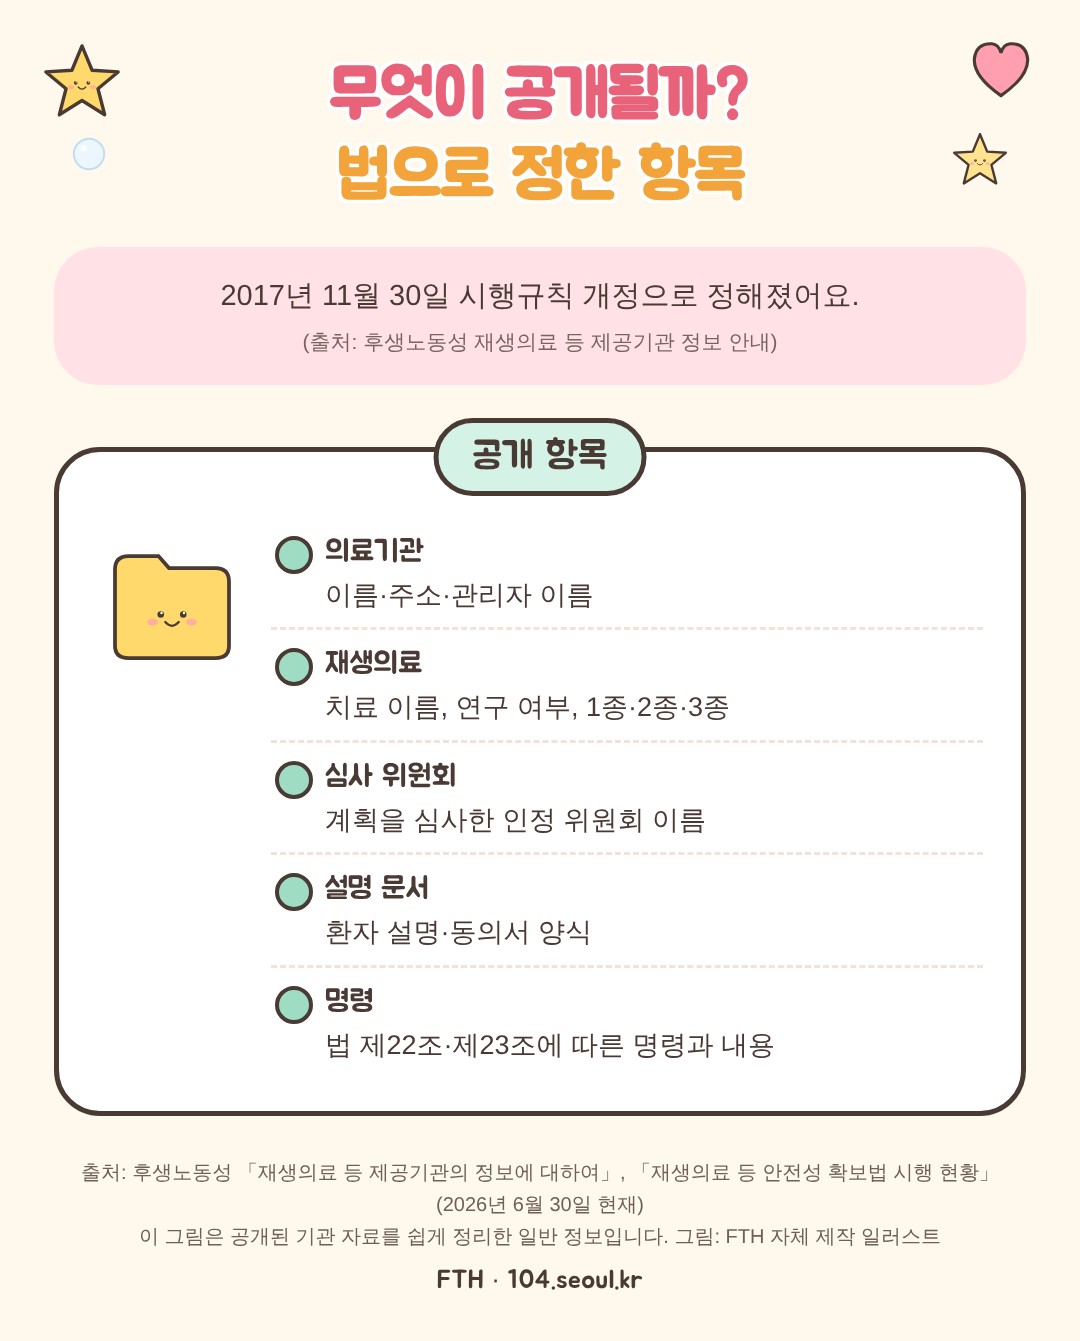 무엇이 공개될까?
법으로 정한 항목
2017년 11월 30일 시행규칙 개정으로 정해졌어요.
(출처: 후생노동성 재생의료 등 제공기관 정보 안내)
공개 항목
의료기관
이름·주소·관리자 이름
재생의료
치료 이름, 연구 여부, 1종·2종·3종
심사 위원회
계획을 심사한 인정 위원회 이름
설명 문서
환자 설명·동의서 양식
명령
법 제22조·제23조에 따른 명령과 내용
출처: 후생노동성 「재생의료 등 제공기관의 정보에 대하여」, 「재생의료 등 안전성 확보법 시행 현황」
(2026년 6월 30일 현재)
이 그림은 공개된 기관 자료를 쉽게 정리한 일반 정보입니다. 그림: FTH 자체 제작 일러스트
FTH · 104.seoul.kr